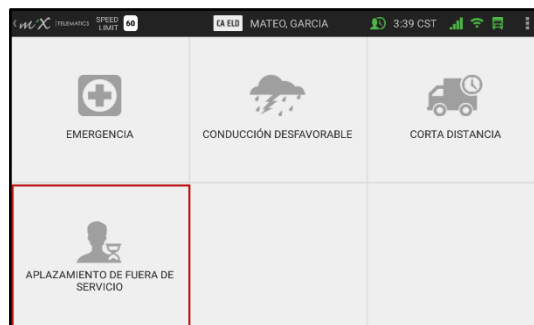 miX TELEMATICS SPEED LIMIT 60 CA ELD MATEO, GARCIA 3:39 CST
EMERGENCIA
CONDUCCIÓN DESFAVORABLE
CORTA DISTANCIA
APLAZAMIENTO DE FUERA DE
SERVICIO